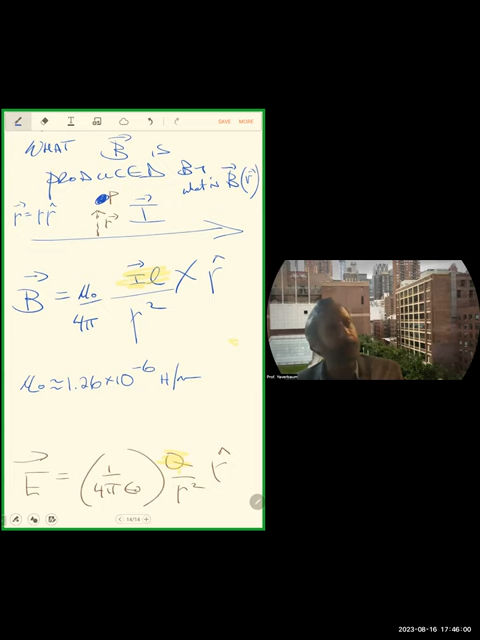 SAVE MORE
WHAT B⃗ IS
PRODUCED BY
what is B⃗(r⃗)
r⃗ = r r̂
P
r⃗
I⃗
B⃗ = μ₀/4π I⃗l/r² × r̂
μ₀ ≈ 1.26×10⁻⁶ H/m
E⃗ = (1/4πϵ₀) Q/r² r̂
14/14
Prof. Yaverbaum
2023-08-16 17:46:00